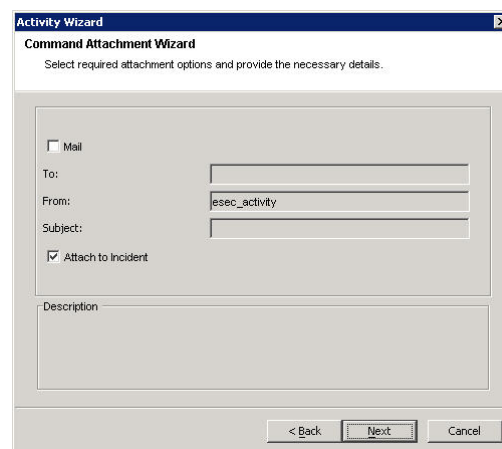 Activity Wizard
Command Attachment Wizard
Select required attachment options and provide the necessary details.
Mail
To:
From: esec_activity
Subject:
Attach to Incident
Description
< Back Next Cancel